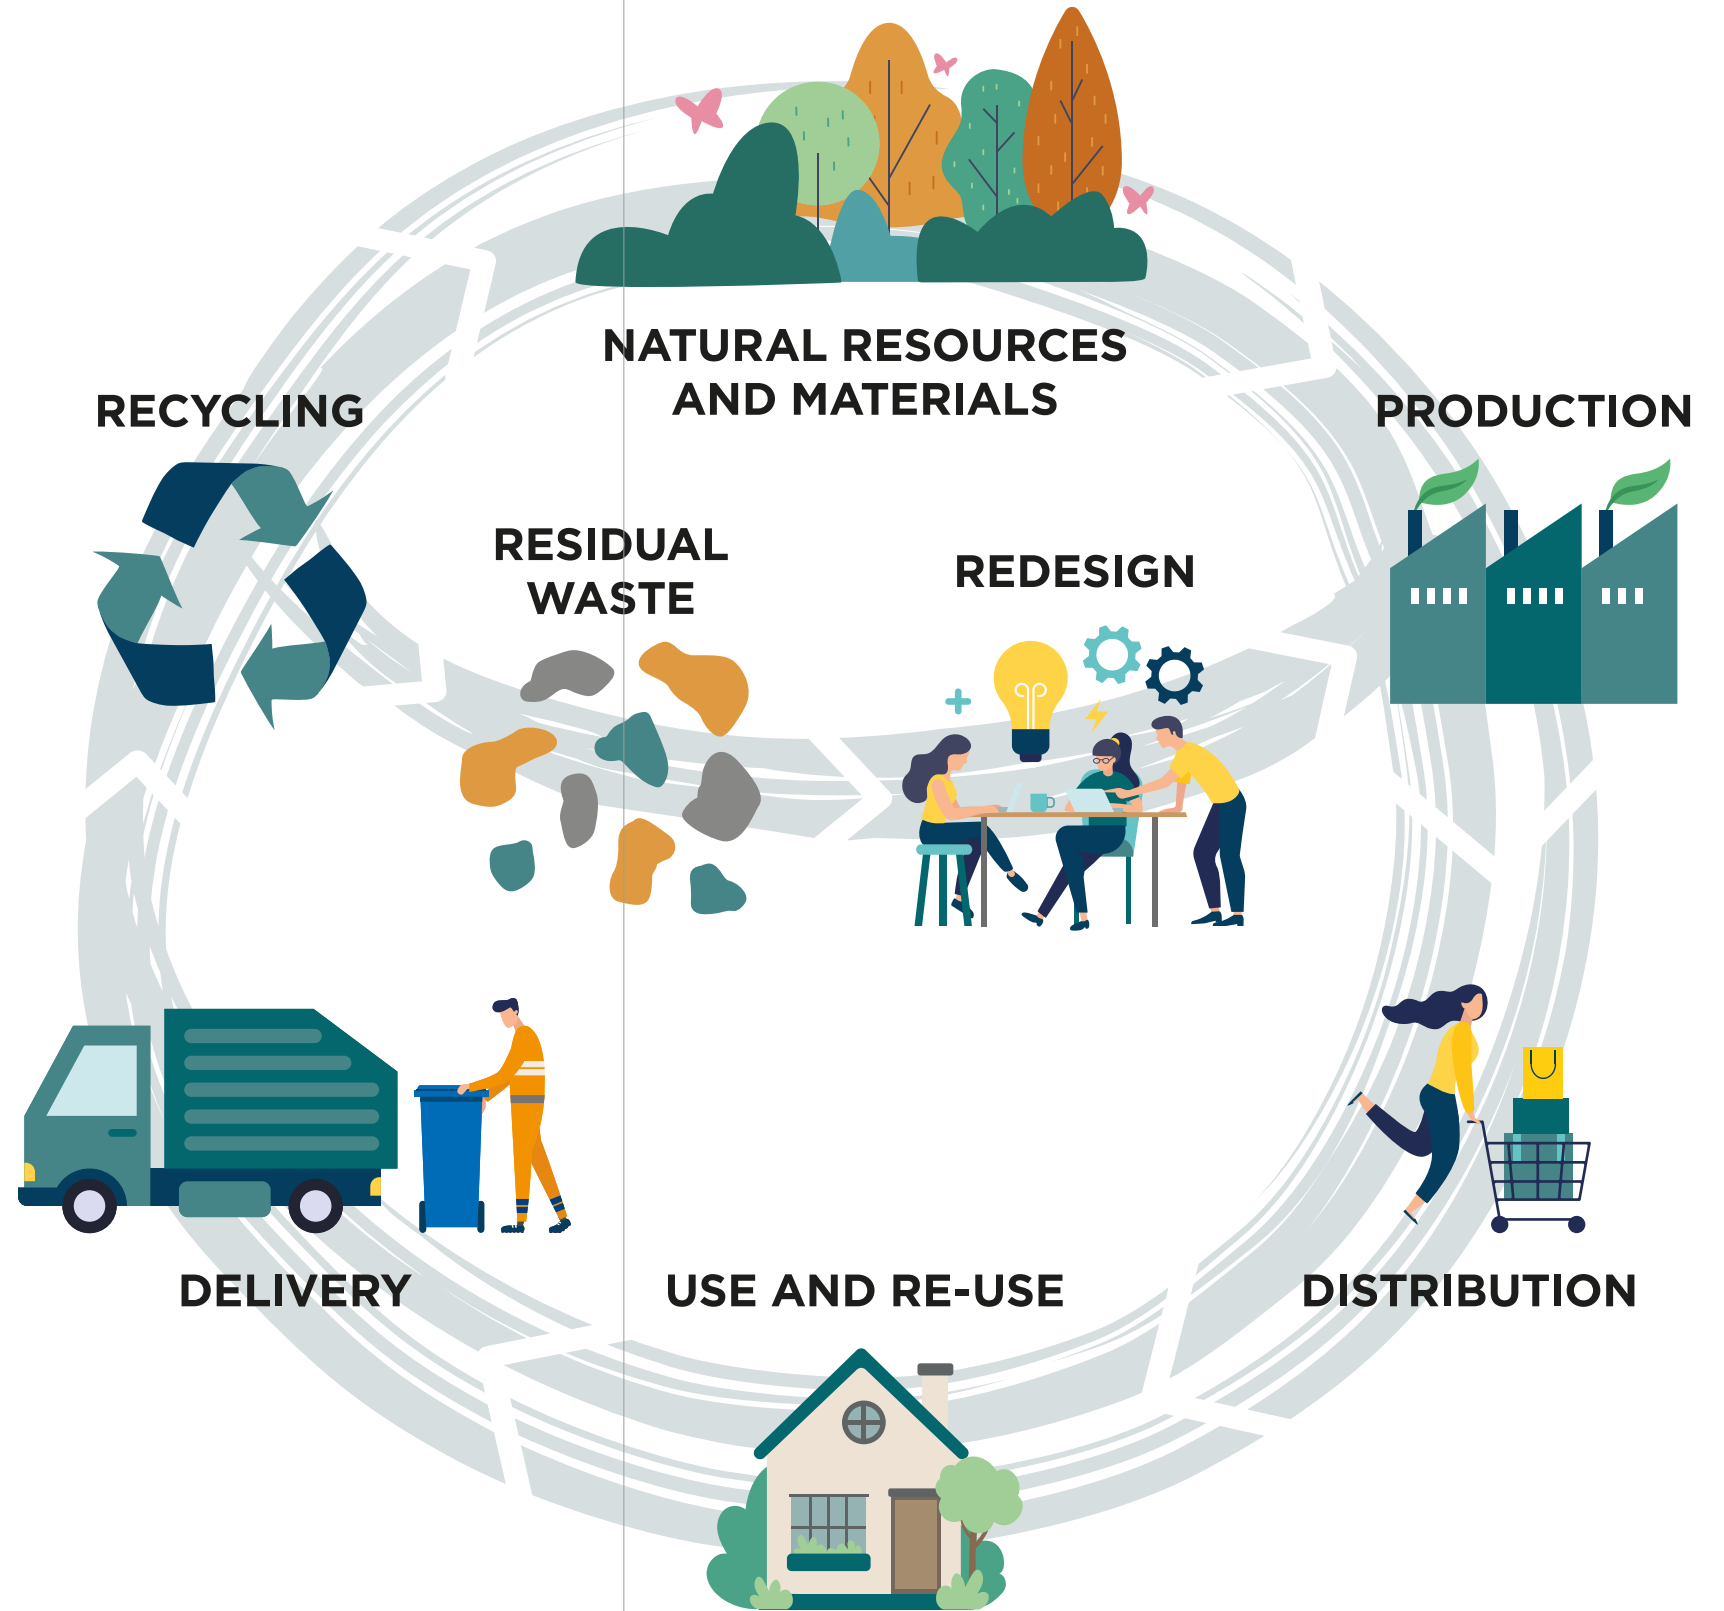 NATURAL RESOURCES
AND MATERIALS
RECYCLING
PRODUCTION
RESIDUAL
WASTE
REDESIGN
DELIVERY
USE AND RE-USE
DISTRIBUTION